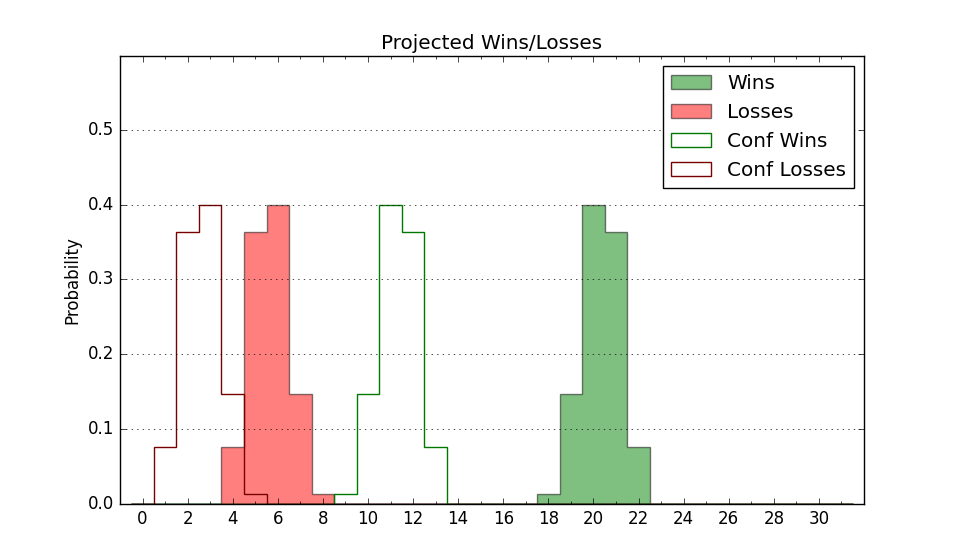 Projected Wins/Losses
Wins
Losses
Conf Wins
Conf Losses
Probability
0.5
0.4
0.3
0.2
0.1
0.0
0 2 4 6 8 10 12 14 16 18 20 22 24 26 28 30